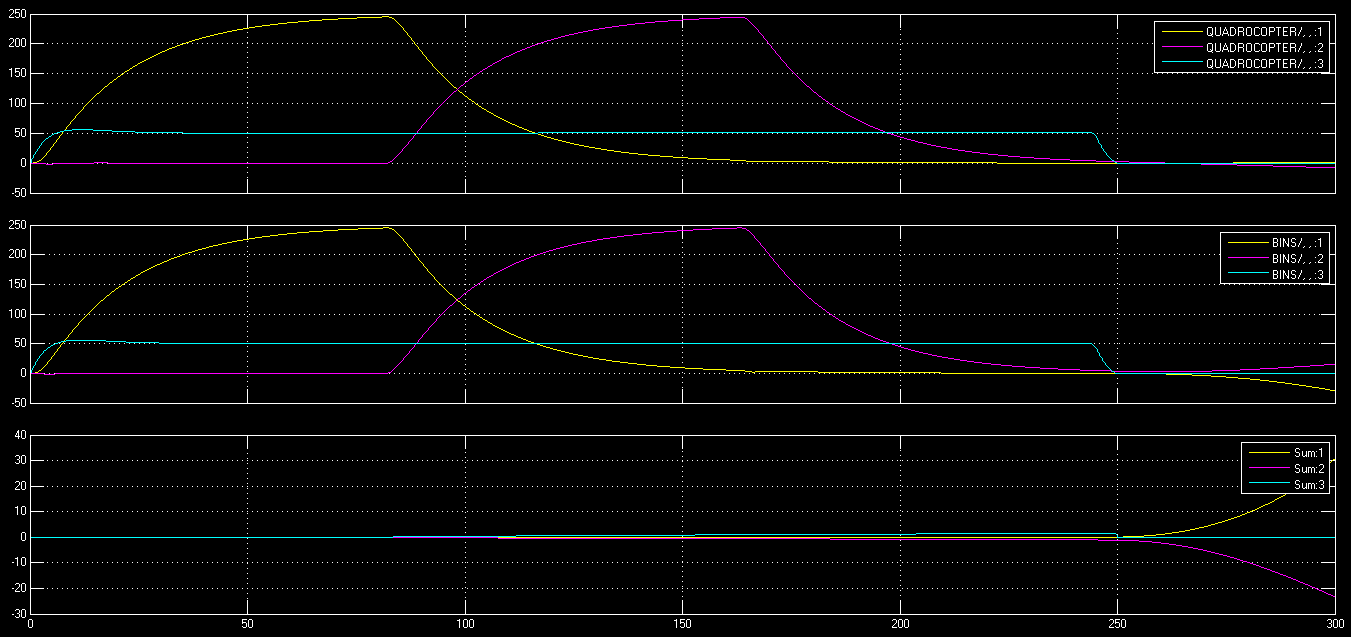 250
200
150
100
50
0
-50
QUADROCOPTER/, , :1
QUADROCOPTER/, , :2
QUADROCOPTER/, , :3
250
200
150
100
50
0
-50
BINS/, , :1
BINS/, , :2
BINS/, , :3
40
30
20
10
0
-10
-20
-30
Sum:1
Sum:2
Sum:3
0 50 100 150 200 250 300